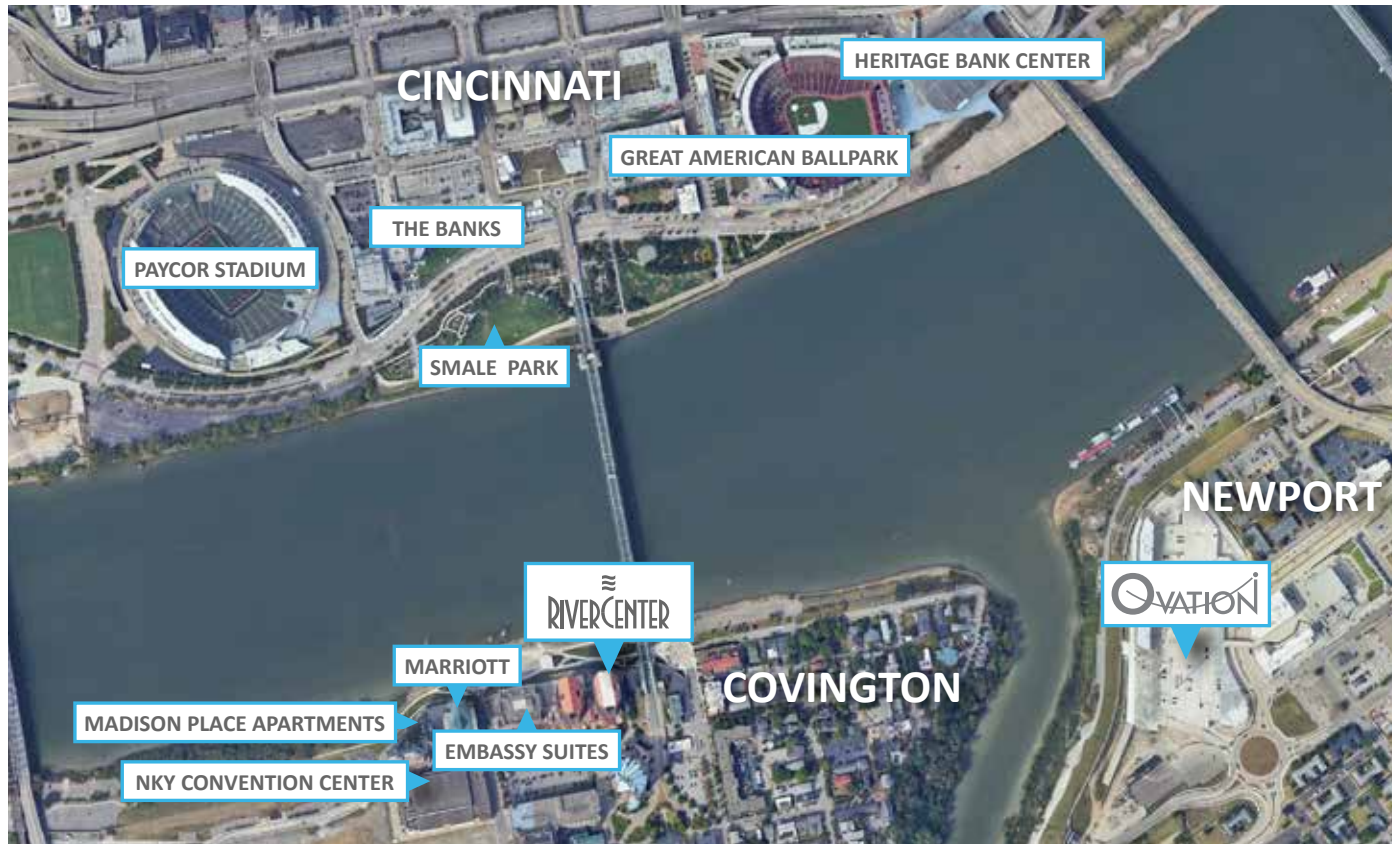 HERITAGE BANK CENTER
CINCINNATI
GREAT AMERICAN BALLPARK
THE BANKS
PAYCOR STADIUM
SMALE PARK
NEWPORT
OVATION
RIVERCENTER
MARRIOTT
COVINGTON
MADISON PLACE APARTMENTS
EMBASSY SUITES
NKY CONVENTION CENTER